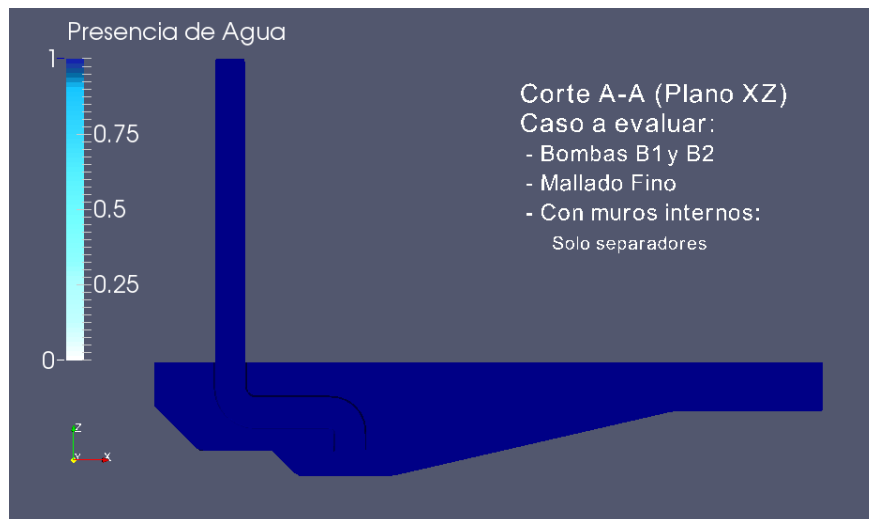 Presencia de Agua
1
0.75
0.5
0.25
0
Corte A-A (Plano XZ)
Caso a evaluar:
- Bombas B1 y B2
- Mallado Fino
- Con muros internos:
Solo separadores
Z
Y
X